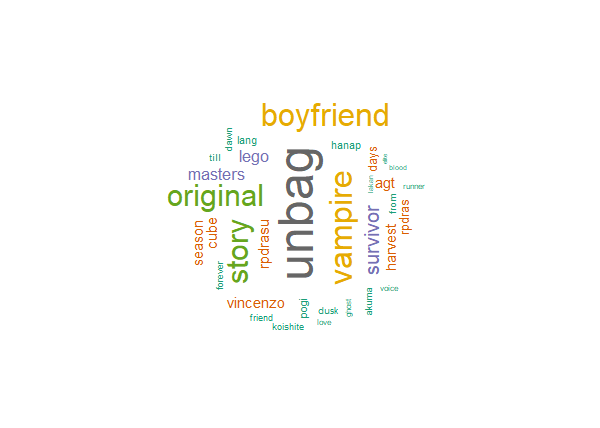 boyfriend
dawn
lang
hanap
till
lego
days
elite
blood
masters
unbag
vampire
agt
runner
original
from
season
cube
story
rpdrasu
survivor
harvest
rpdras
forever
vincenzo
pogi
dusk
ghost
akuma
voice
friend
koishite
love